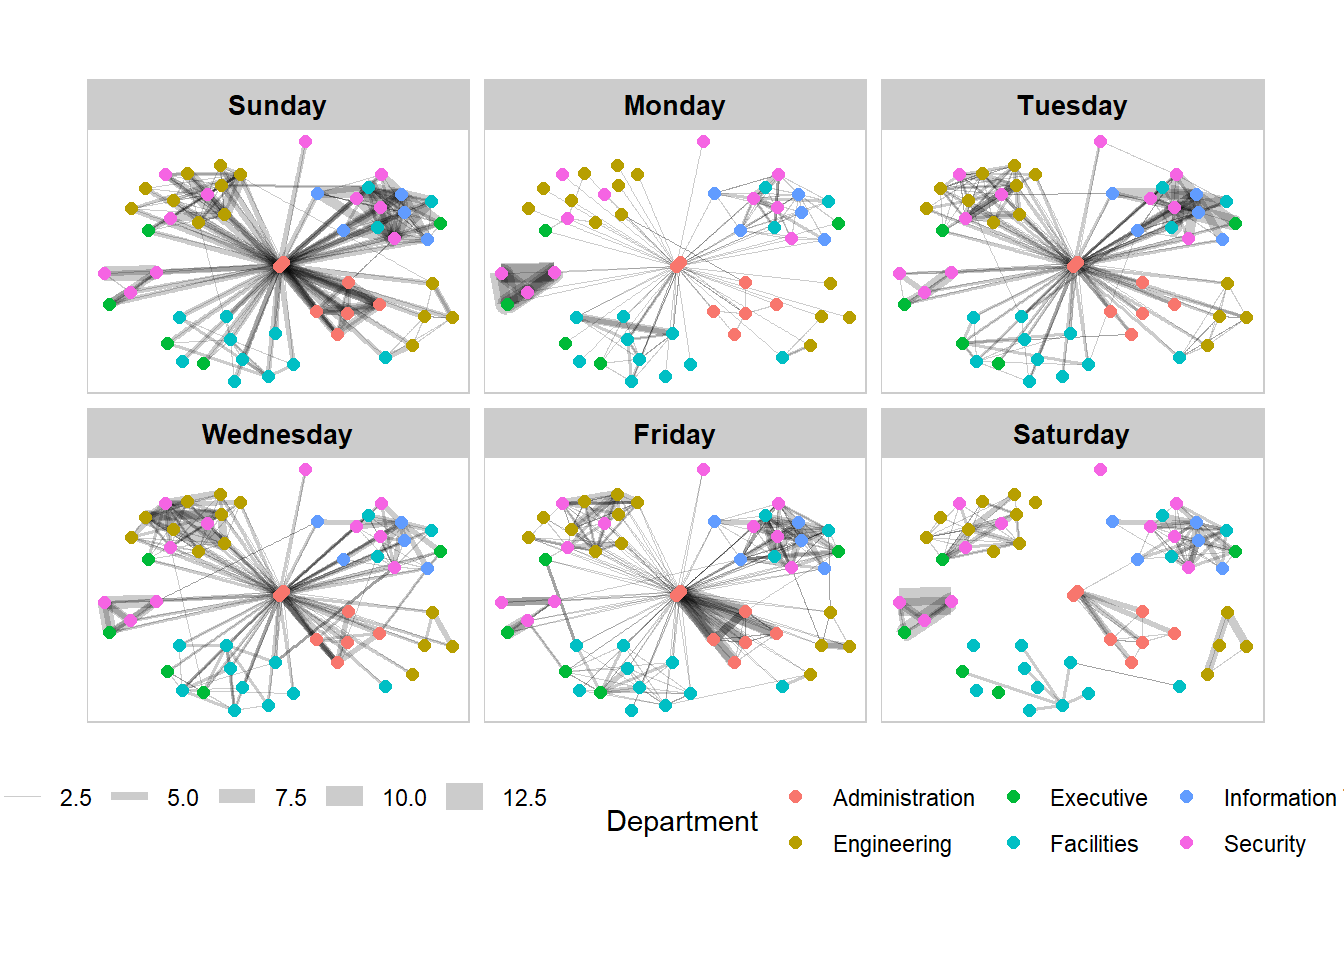 Sunday
Monday
Tuesday
Wednesday
Friday
Saturday
2.5 5.0 7.5 10.0 12.5
Department
Administration Executive Information
Engineering Facilities Security